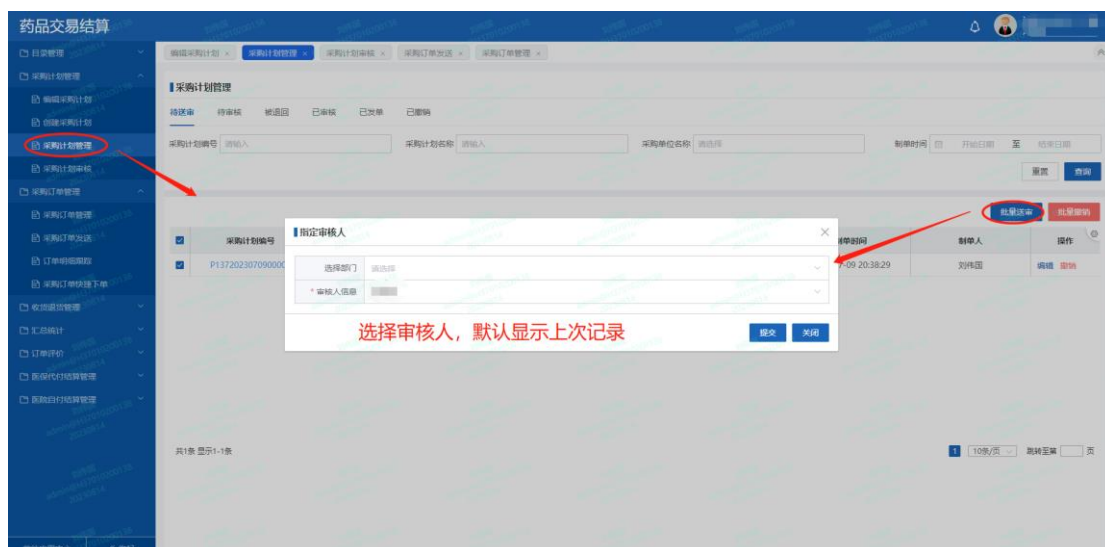 药品交易结算
目录管理
采购计划管理
编辑采购计划
创建采购计划
采购计划管理
采购计划审核
采购订单管理
采购订单管理
采购订单发送
订单明细跟踪
采购订单快捷下单
收货退货管理
汇总统计
订单评价
医保代付结算管理
医院自付结算管理
编辑采购计划 × 采购计划管理 × 采购计划审核 × 采购订单发送 × 采购订单管理 ×
采购计划管理
待送审 待审核 被退回 已审核 已发单 已撤销
采购计划编号 请输入 采购计划名称 请输入 采购单位名称 请选择 制单时间 开始日期 至 结束日期
重置 查询
批量送审 批量撤销
采购计划编号 制单时间 制单人 操作
P137202307090000 7-09 20:38:29 刘伟国 编辑 撤销
指定审核人 ×
选择部门 请选择
* 审核人信息
选择审核人，默认显示上次记录
提交 关闭
共1条 显示1-1条 1 10条/页 跳转至第 页